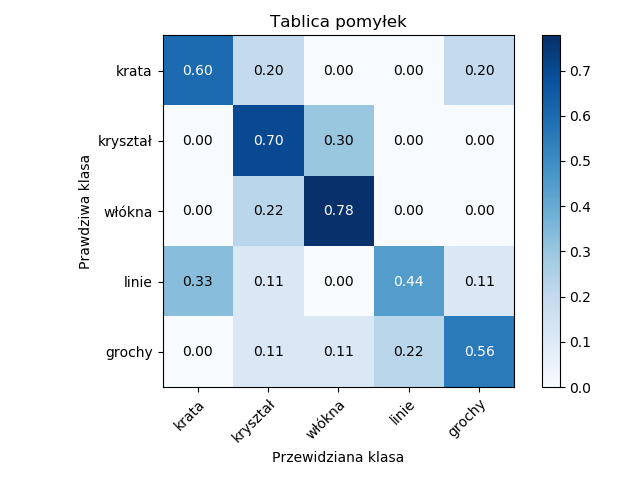 Tablica pomyłek
krata 0.60 0.20 0.00 0.00 0.20
kryształ 0.00 0.70 0.30 0.00 0.00
włókna 0.00 0.22 0.78 0.00 0.00
linie 0.33 0.11 0.00 0.44 0.11
grochy 0.00 0.11 0.11 0.22 0.56
krata kryształ włókna linie grochy
Prawdziwa klasa
Przewidziana klasa
0.7
0.6
0.5
0.4
0.3
0.2
0.1
0.0